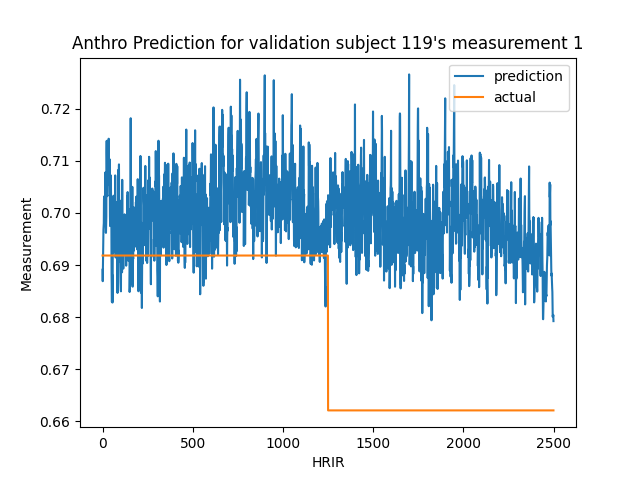 Anthro Prediction for validation subject 119's measurement 1
prediction
actual
0.72
0.71
0.70
0.69
0.68
0.67
0.66
Measurement
0
500
1000
1500
2000
2500
HRIR